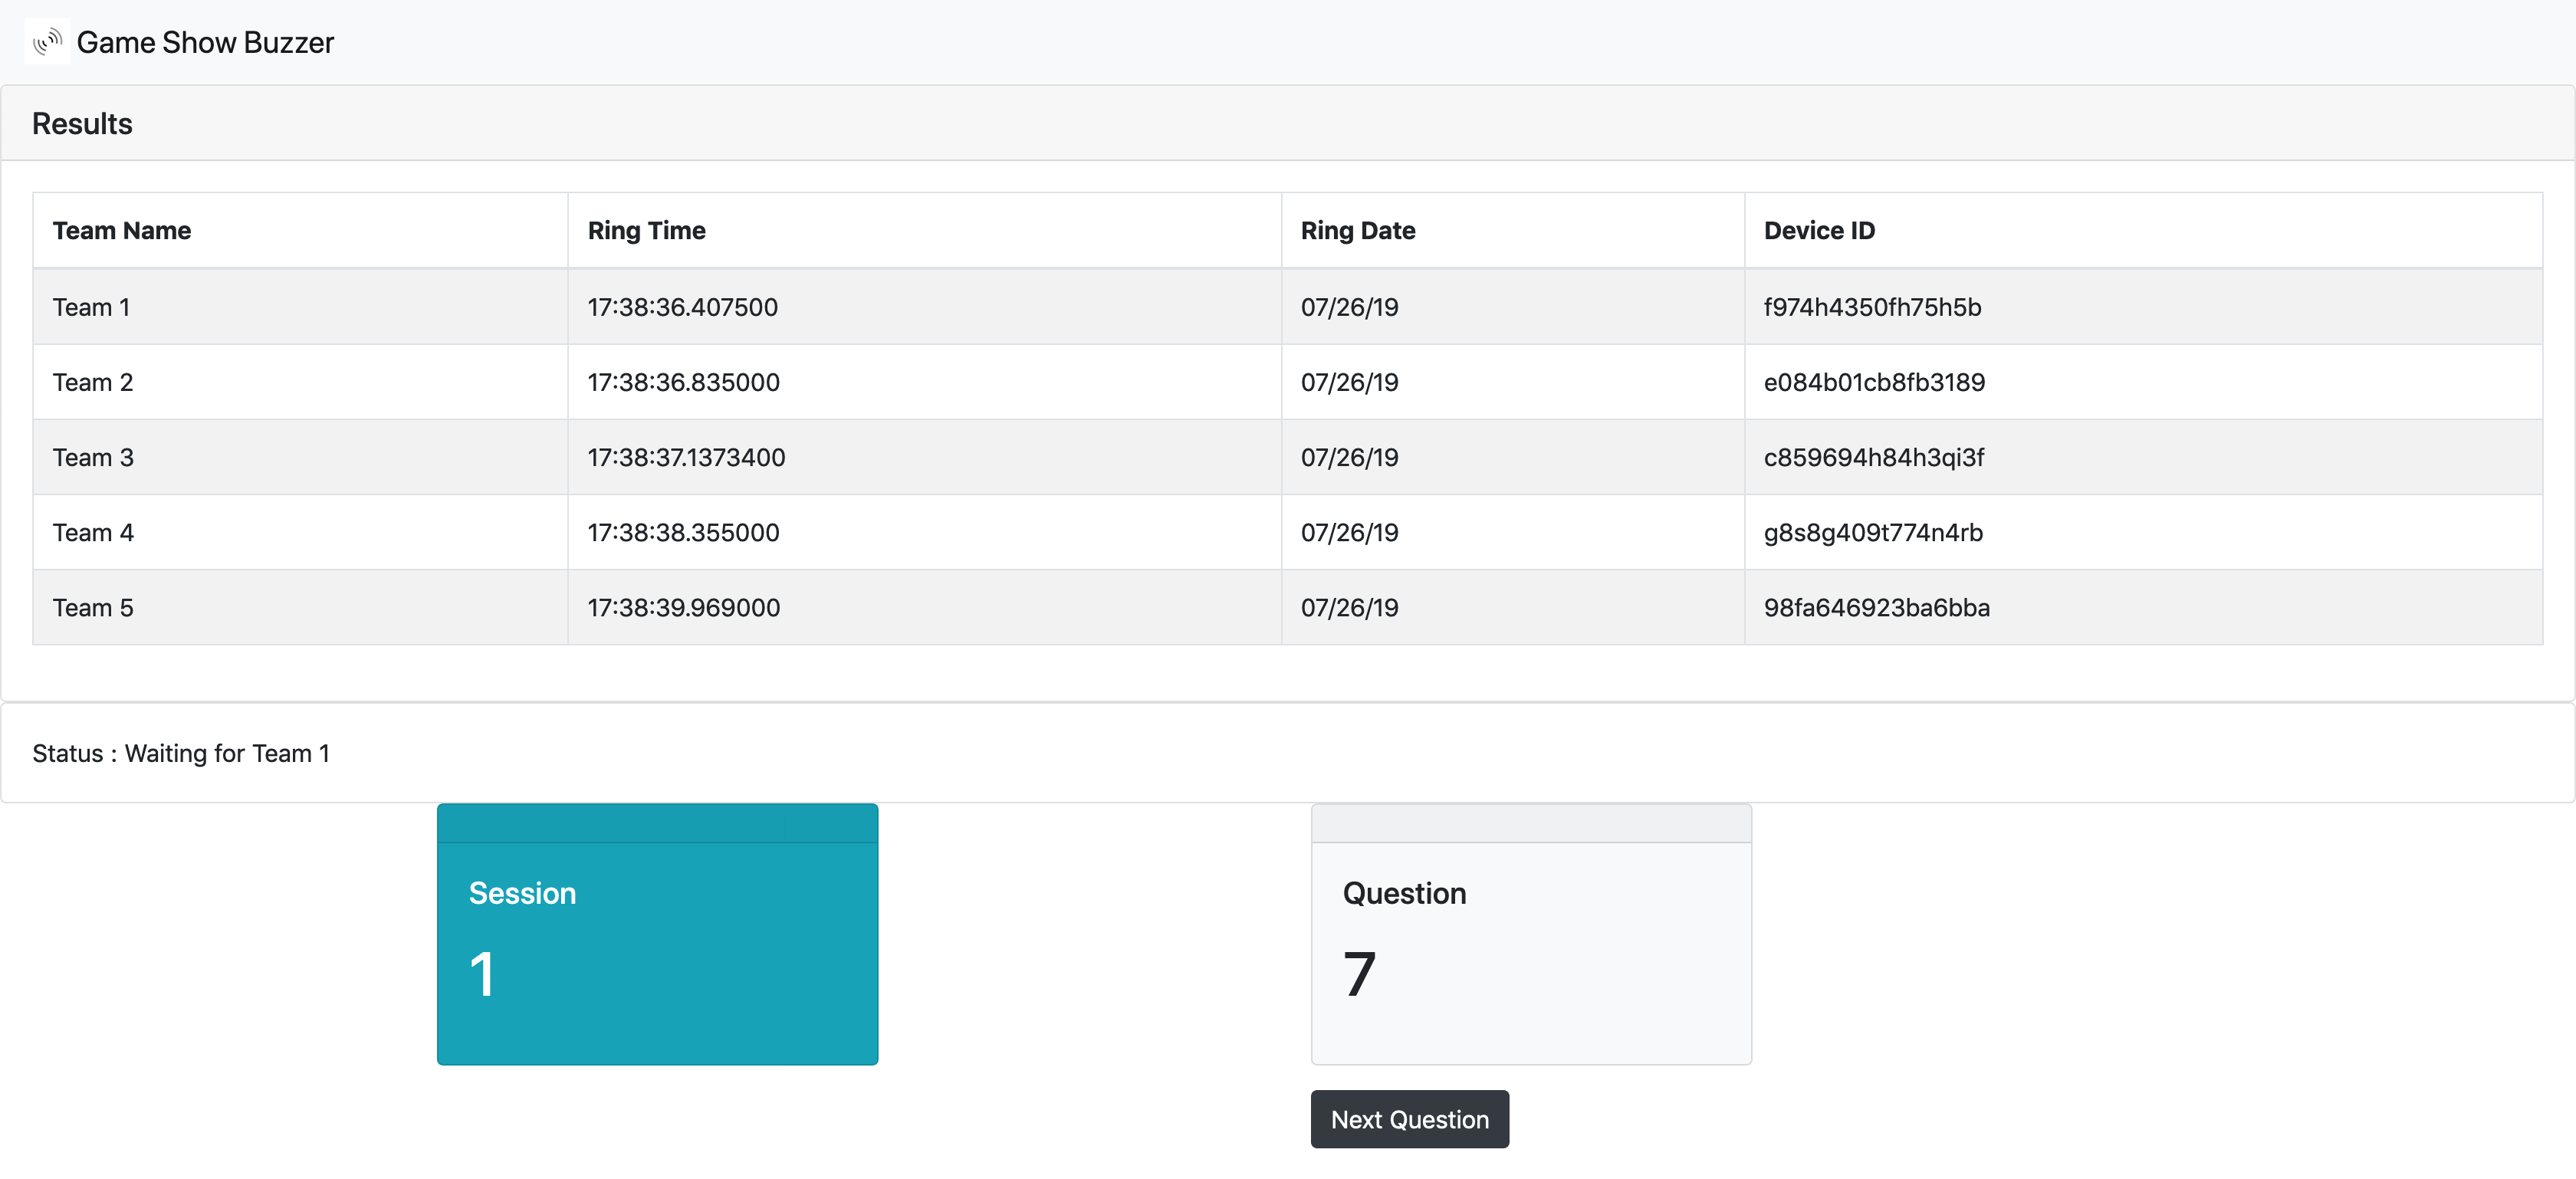 Game Show Buzzer
Results
Team Name Ring Time Ring Date Device ID
Team 1 17:38:36.407500 07/26/19 f974h4350fh75h5b
Team 2 17:38:36.835000 07/26/19 e084b01cb8fb3189
Team 3 17:38:37.1373400 07/26/19 c859694h84h3qi3f
Team 4 17:38:38.355000 07/26/19 g8s8g409t774n4rb
Team 5 17:38:39.969000 07/26/19 98fa646923ba6bba
Status : Waiting for Team 1
Session
1
Question
7
Next Question